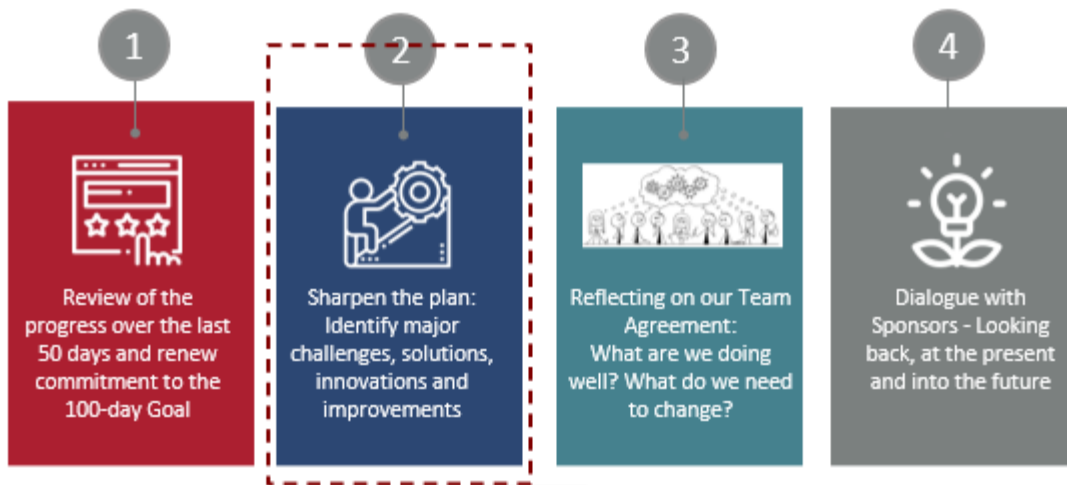 1
2
3
4
Review of the
progress over the last
50 days and renew
commitment to the
100-day Goal
Sharpen the plan:
Identify major
challenges, solutions,
innovations and
improvements
Reflecting on our Team
Agreement:
What are we doing
well? What do we need
to change?
Dialogue with
Sponsors - Looking
back, at the present
and into the future